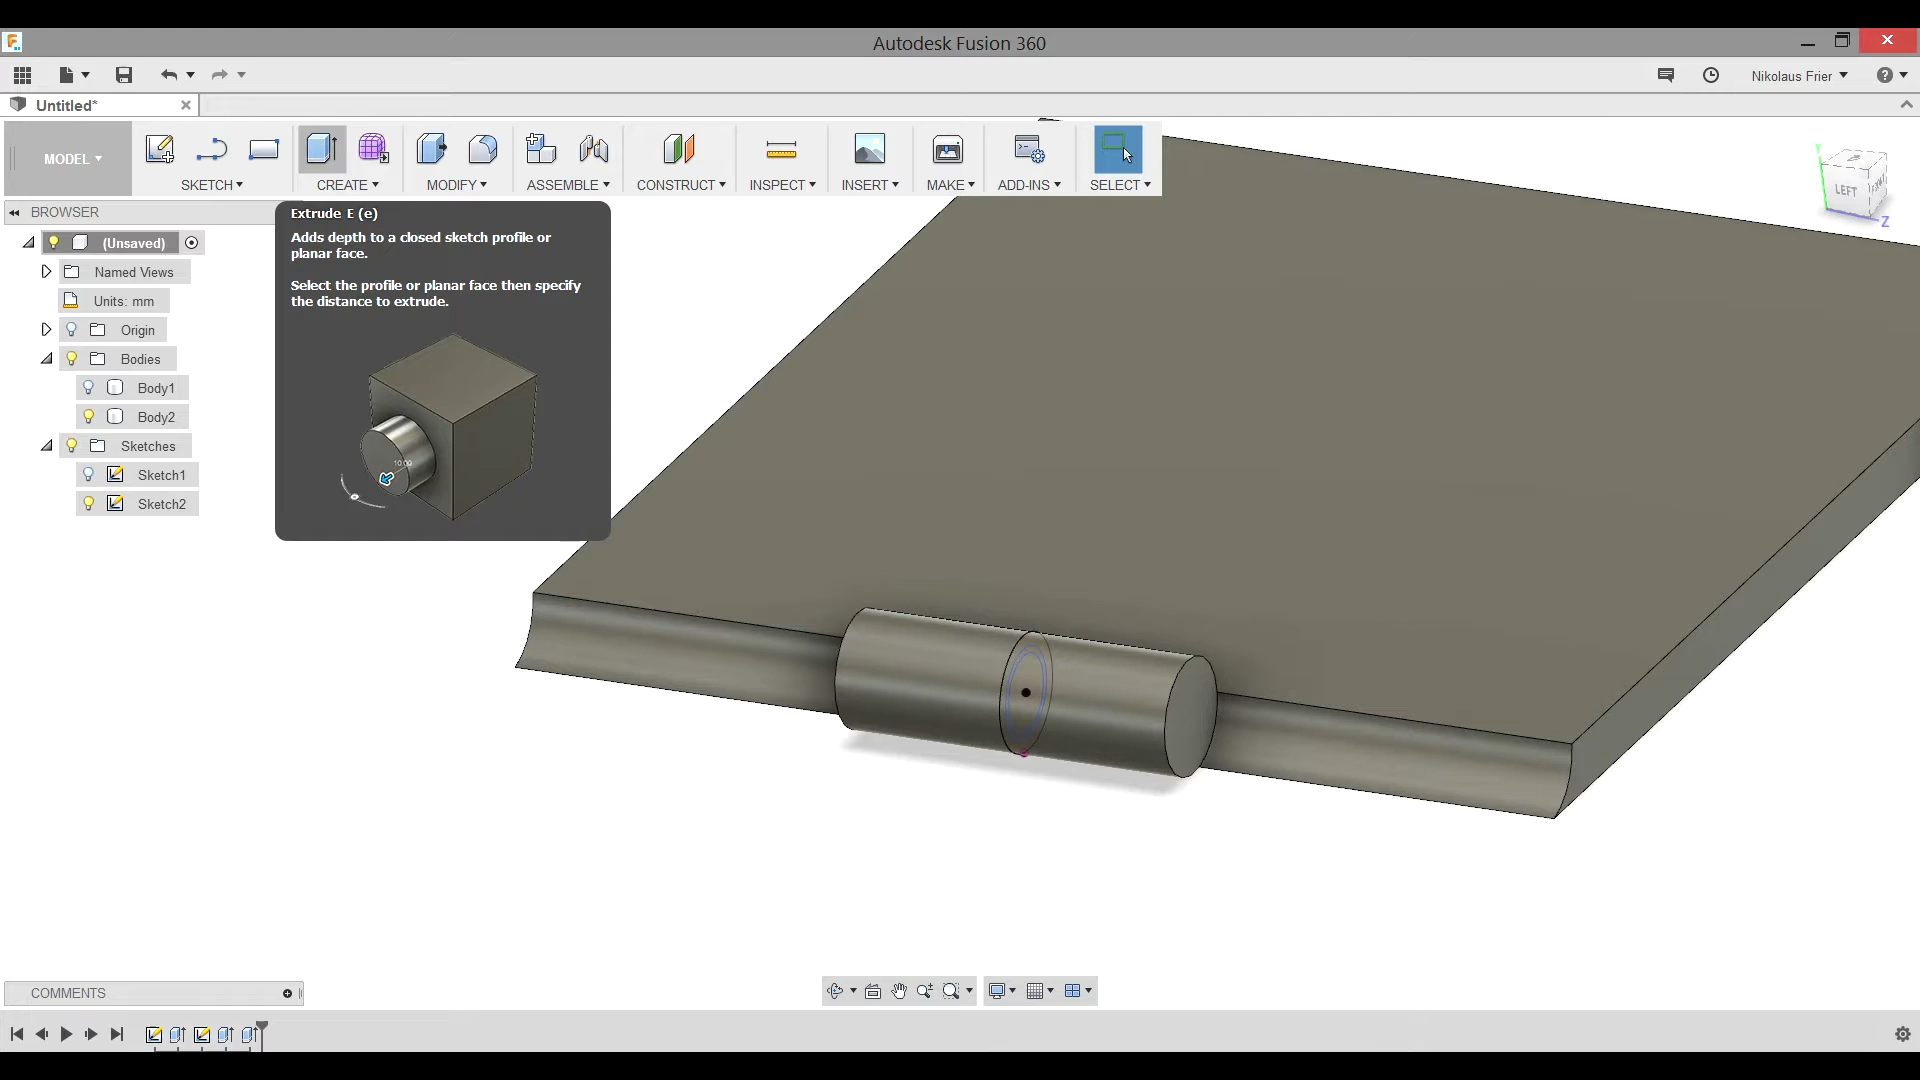 Autodesk Fusion 360
Nikolaus Frier
Untitled*
MODEL
SKETCH
CREATE
MODIFY
ASSEMBLE
CONSTRUCT
INSPECT
INSERT
MAKE
ADD-INS
SELECT
BROWSER
(Unsaved)
Named Views
Units: mm
Origin
Bodies
Body1
Body2
Sketches
Sketch1
Sketch2
Extrude E (e)
Adds depth to a closed sketch profile or
planar face.
Select the profile or planar face then specify
the distance to extrude.
10.00
Y
LEFT
Z
COMMENTS